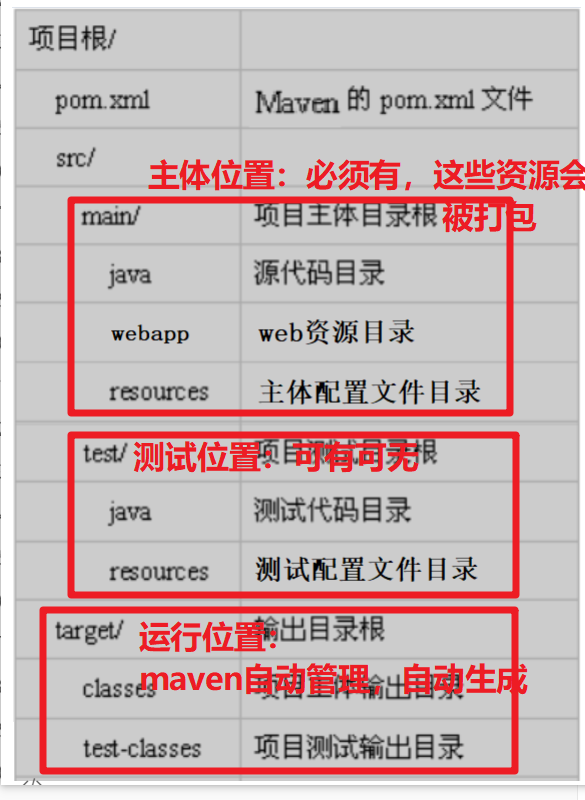 项目根/
pom.xml Maven 的 pom.xml 文件
src/
主体位置：必须有，这些资源会
被打包
main/ 项目主体目录根
java 源代码目录
webapp web资源目录
resources 主体配置文件目录
测试位置：可有可无
test/ 项目测试目录根
java 测试代码目录
resources 测试配置文件目录
运行位置：
target/ 输出目录根
maven自动管理，自动生成
classes 项目主体输出目录
test-classes 项目测试输出目录